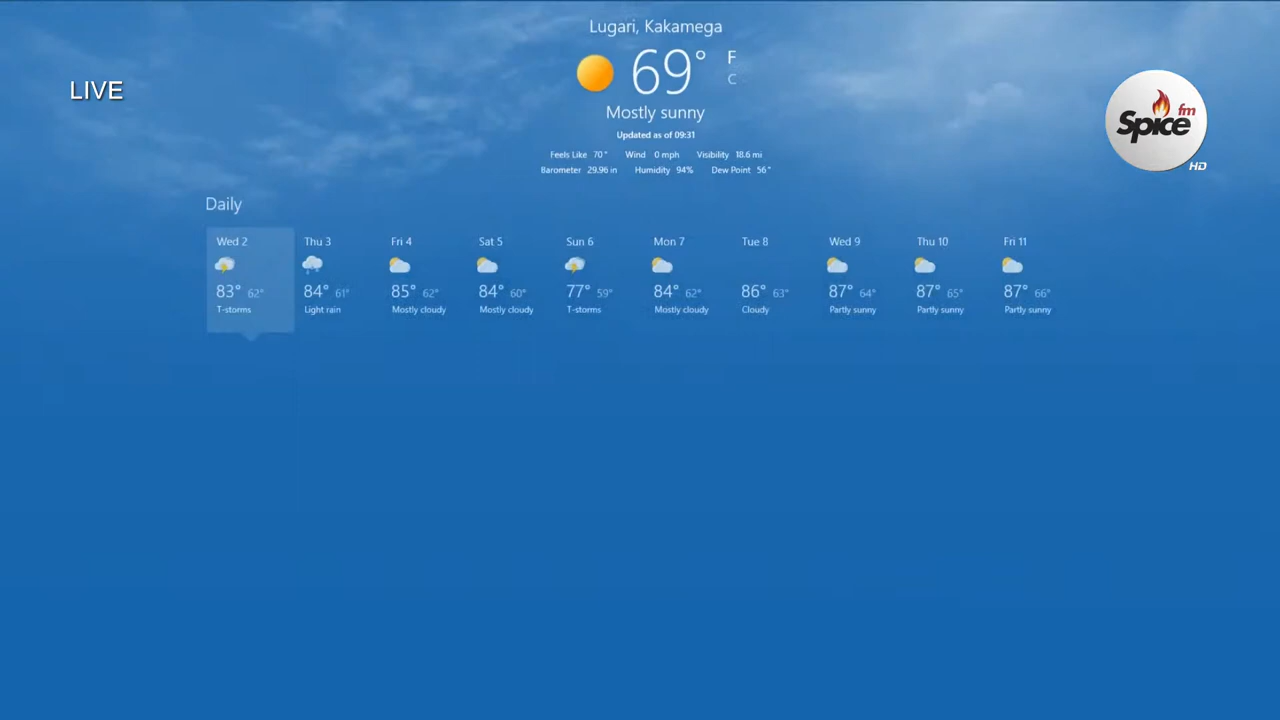 Lugari, Kakamega
69° F
C
LIVE
Mostly sunny
Updated as of 09:31
Feels Like 70° Wind 0 mph Visibility 18.6 mi
Barometer 29.96 in Humidity 94% Dew Point 56°
Spice fm
HD
Daily
Wed 2 Thu 3 Fri 4 Sat 5 Sun 6 Mon 7 Tue 8 Wed 9 Thu 10 Fri 11
83° 62° 84° 61° 85° 62° 84° 60° 77° 59° 84° 62° 86° 63° 87° 64° 87° 65° 87° 66°
T-storms Light rain Mostly cloudy Mostly cloudy T-storms Mostly cloudy Cloudy Partly sunny Partly sunny Partly sunny